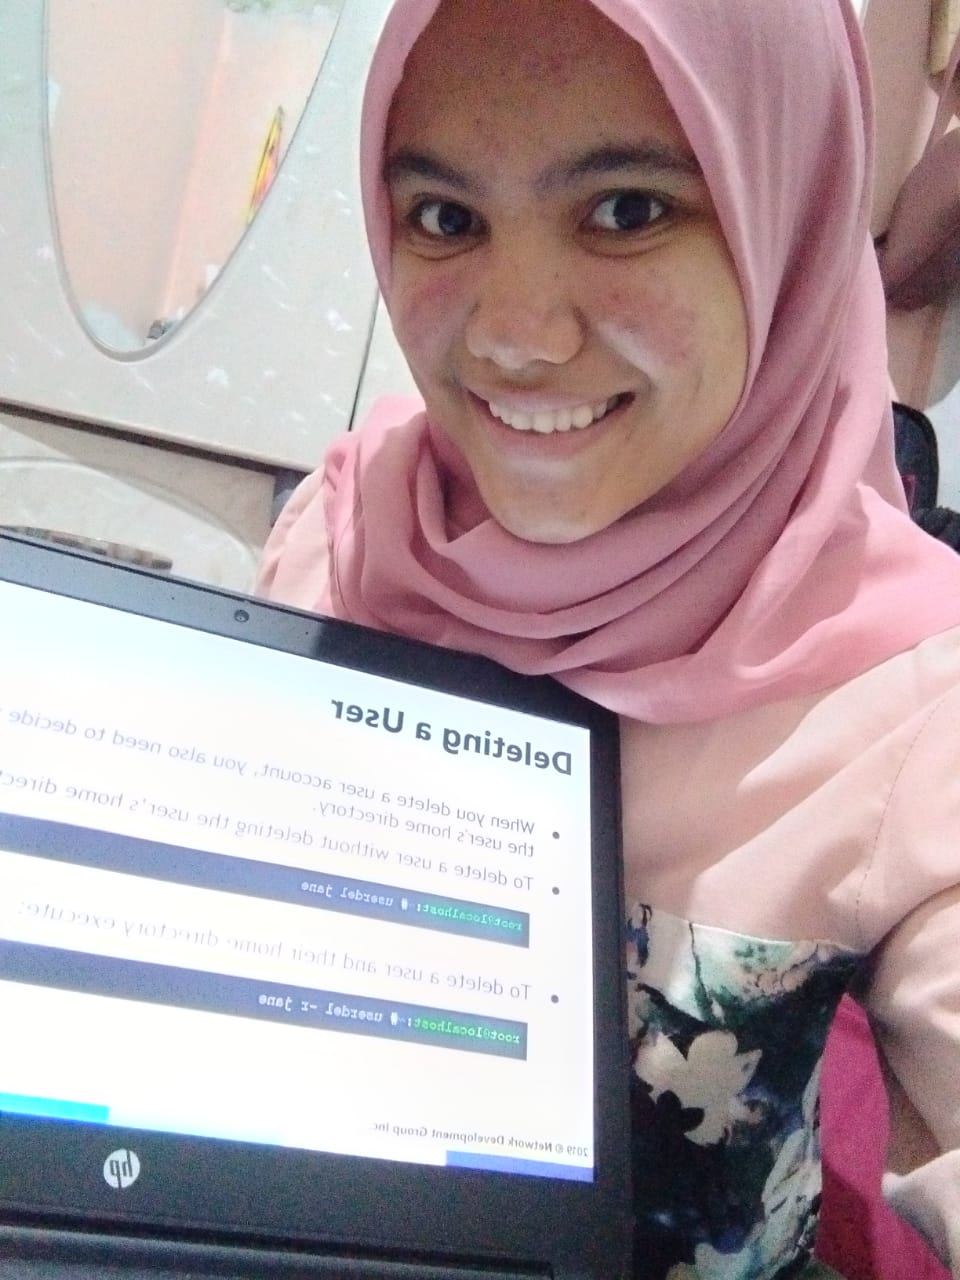 Deleting a User
• When you delete a user account, you also need to decide
the user's home directory.
• To delete a user without deleting the user's home
root@localhost:~# userdel jane
• To delete a user and their home directory execute:
root@localhost:~# userdel -r jane
2019 © Network Development Group Inc.
hp